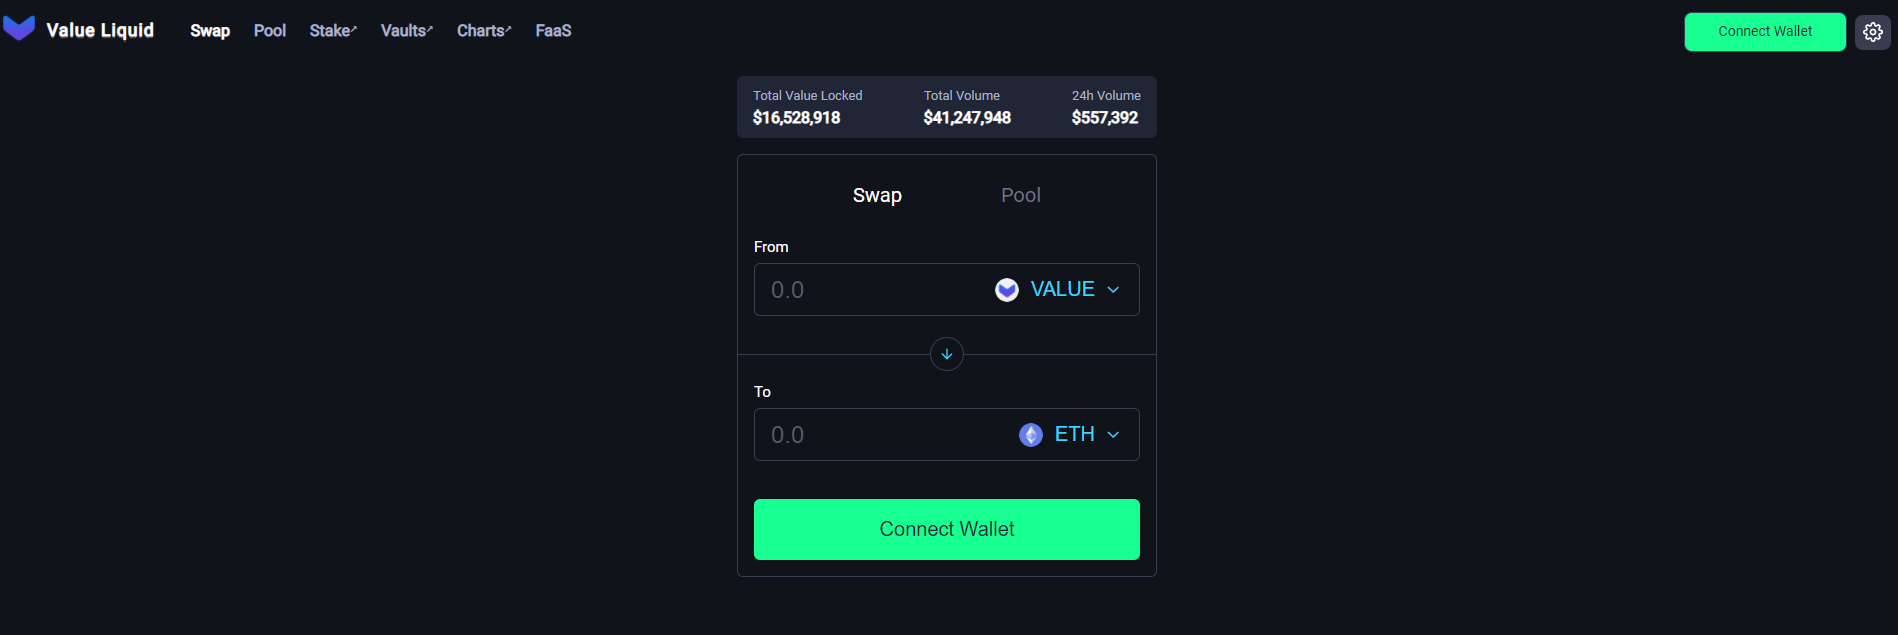 Value Liquid Swap Pool Stake↗ Vaults↗ Charts↗ FaaS Connect Wallet
Total Value Locked Total Volume 24h Volume
$16,528,918 $41,247,948 $557,392
Swap Pool
From
0.0 VALUE
To
0.0 ETH
Connect Wallet